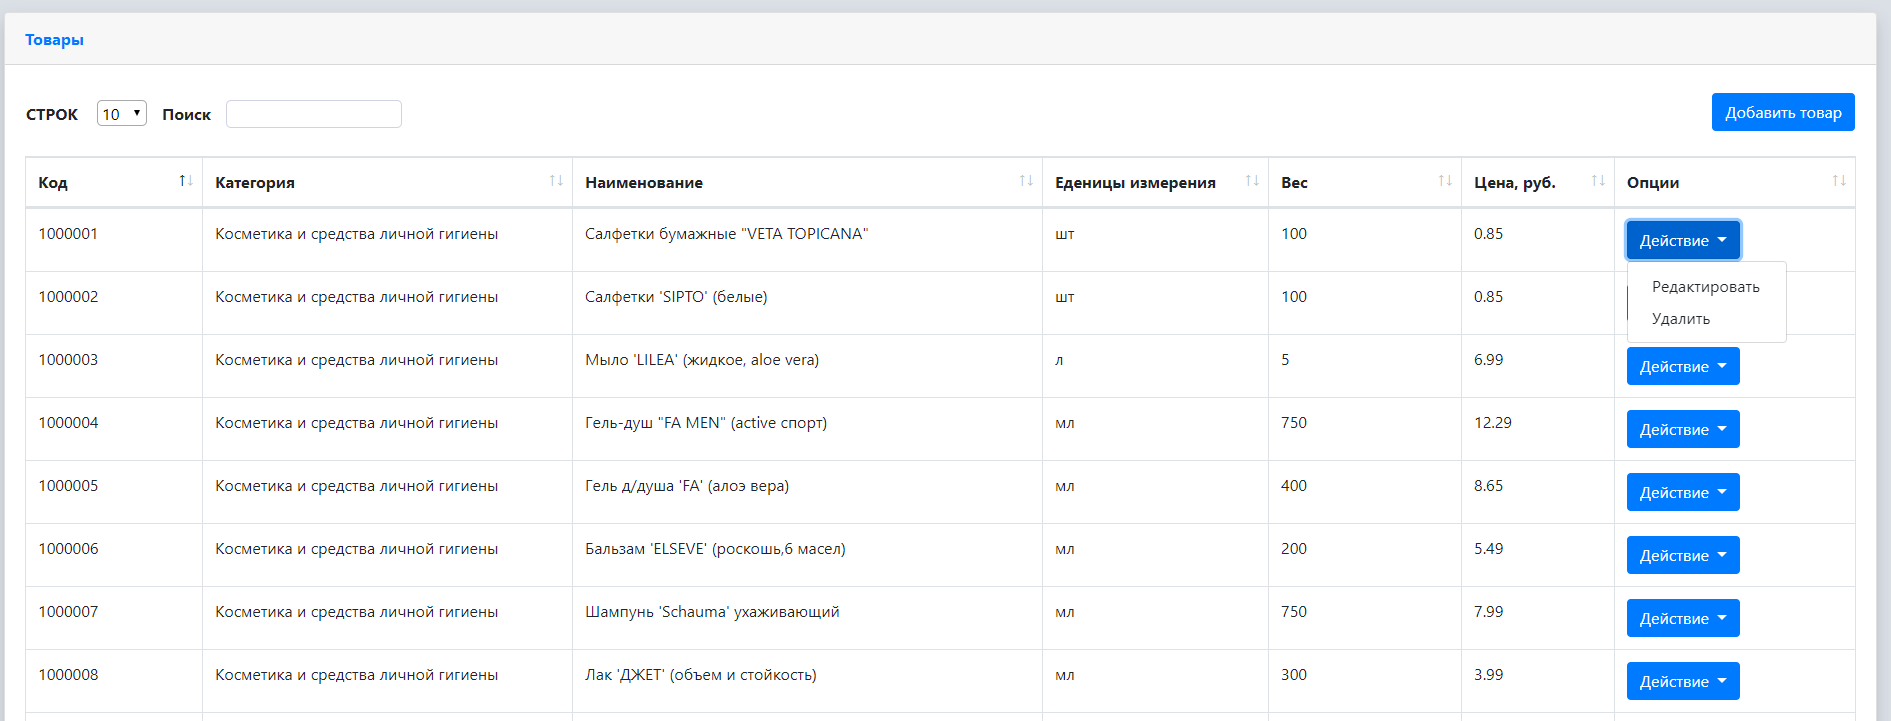 Товары
СТРОК 10 Поиск Добавить товар
Код Категория Наименование Еденицы измерения Вес Цена, руб. Опции
1000001 Косметика и средства личной гигиены Салфетки бумажные "VETA TOPICANA" шт 100 0.85 Действие
Редактировать
1000002 Косметика и средства личной гигиены Салфетки 'SIPTO' (белые) шт 100 0.85
Удалить
1000003 Косметика и средства личной гигиены Мыло 'LILEA' (жидкое, aloe vera) л 5 6.99 Действие
1000004 Косметика и средства личной гигиены Гель-душ "FA MEN" (active спорт) мл 750 12.29 Действие
1000005 Косметика и средства личной гигиены Гель д/душа 'FA' (алоэ вера) мл 400 8.65 Действие
1000006 Косметика и средства личной гигиены Бальзам 'ELSEVE' (роскошь,6 масел) мл 200 5.49 Действие
1000007 Косметика и средства личной гигиены Шампунь 'Schauma' ухаживающий мл 750 7.99 Действие
1000008 Косметика и средства личной гигиены Лак 'ДЖЕТ' (объем и стойкость) мл 300 3.99 Действие